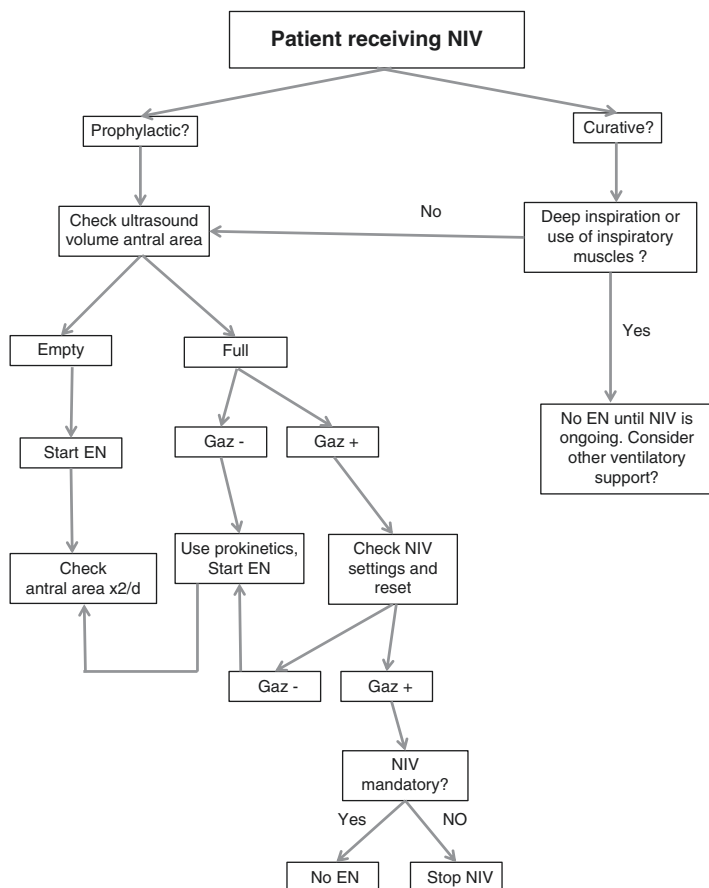 Patient receiving NIV
Prophylactic?
Curative?
Check ultrasound
volume antral area
No
Deep inspiration or
use of inspiratory
muscles ?
Yes
Empty
Full
No EN until NIV is
ongoing. Consider
other ventilatory
support?
Gaz -
Gaz +
Start EN
Use prokinetics,
Start EN
Check NIV
settings and
reset
Check
antral area x2/d
Gaz -
Gaz +
NIV
mandatory?
Yes
NO
No EN
Stop NIV